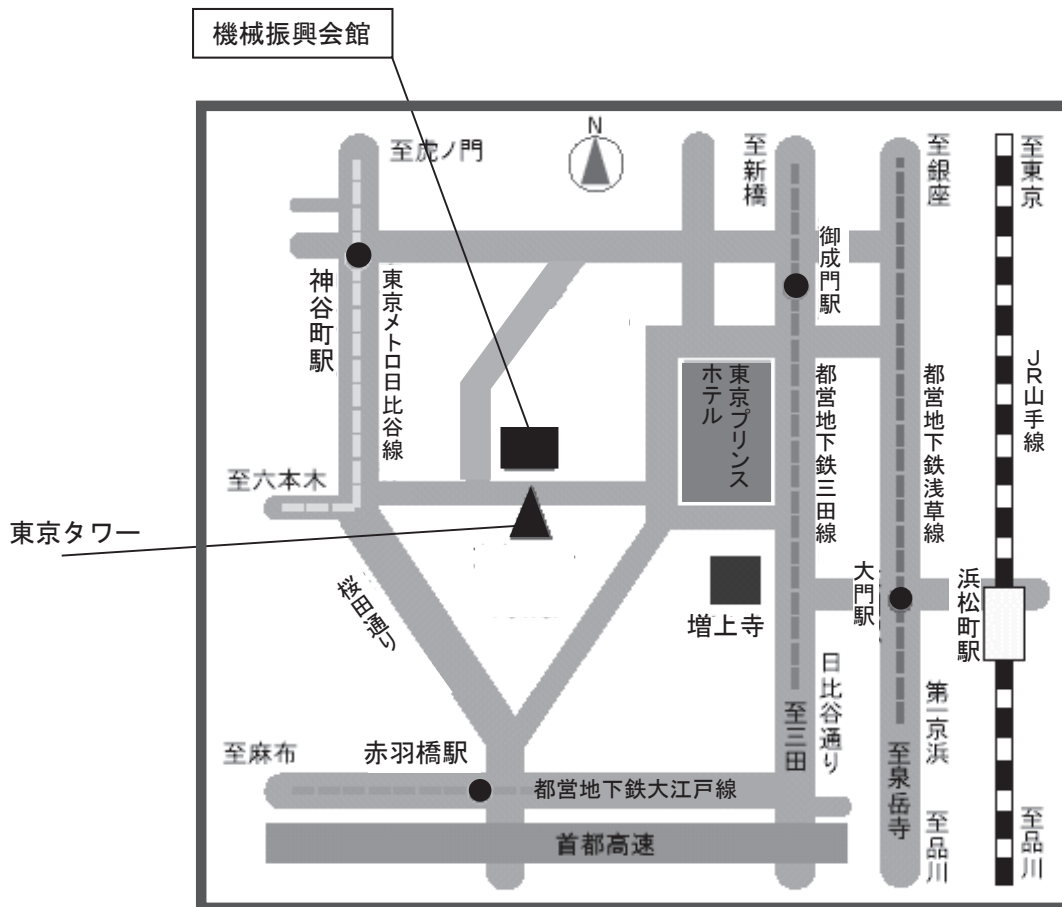 機械振興会館
N
至虎ノ門
至新橋
至銀座
至東京
御成門駅
神谷町駅
東京メトロ日比谷線
東京プリンス
ホテル
都営地下鉄三田線
都営地下鉄浅草線
JR山手線
至六本木
東京タワー
桜田通り
増上寺
大門駅
浜松町駅
至麻布
赤羽橋駅
都営地下鉄大江戸線
至三田
日比谷通り
至泉岳寺
第一京浜
至品川
至品川
首都高速